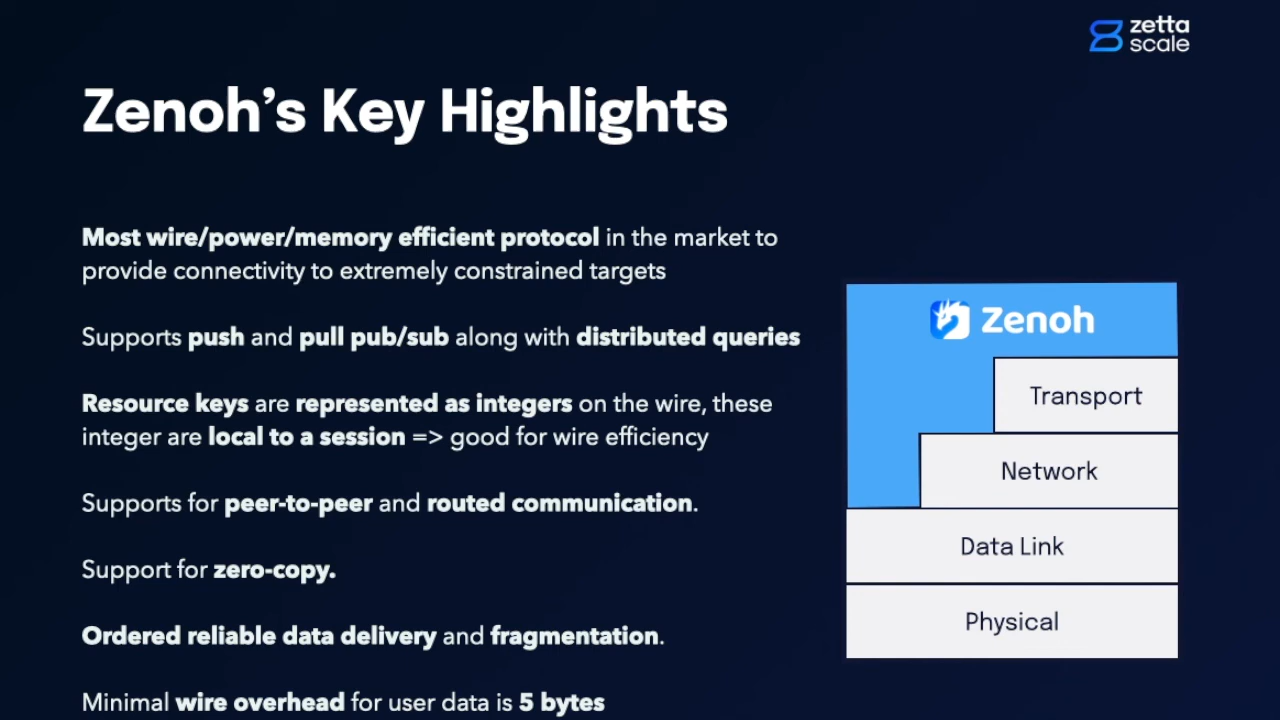 zetta
scale
Zenoh’s Key Highlights
Most wire/power/memory efficient protocol in the market to
provide connectivity to extremely constrained targets
Supports push and pull pub/sub along with distributed queries
Resource keys are represented as integers on the wire, these
integer are local to a session => good for wire efficiency
Supports for peer-to-peer and routed communication.
Support for zero-copy.
Ordered reliable data delivery and fragmentation.
Minimal wire overhead for user data is 5 bytes
Zenoh
Transport
Network
Data Link
Physical